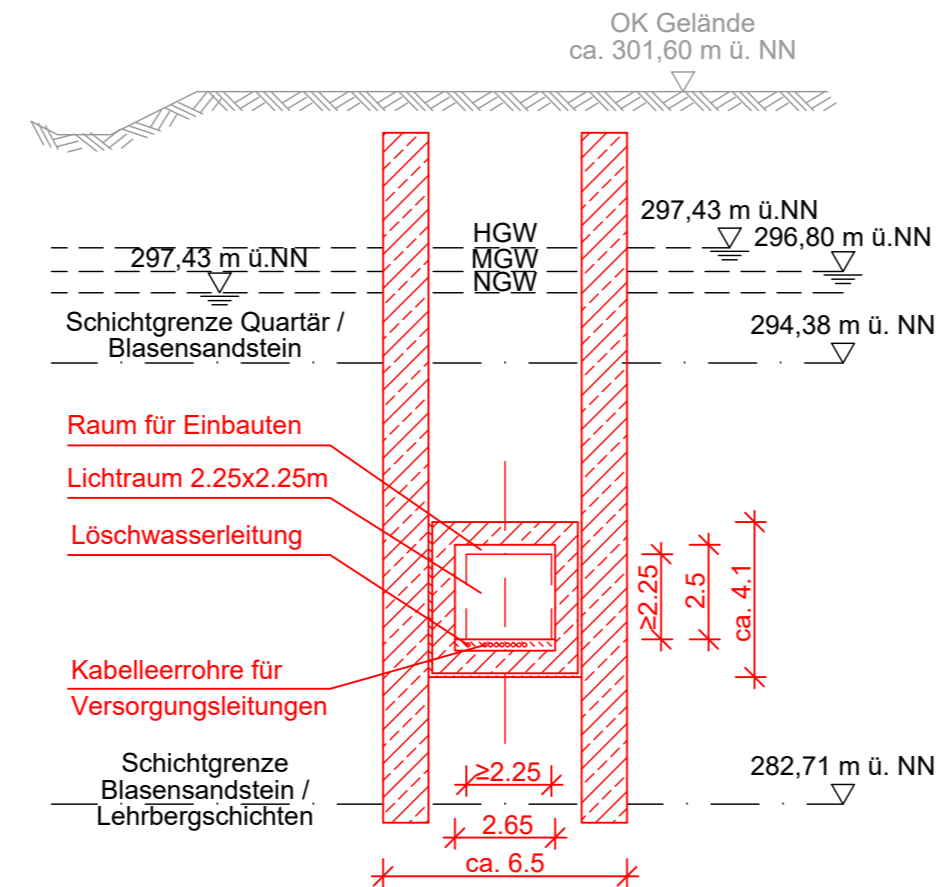 OK Gelände
ca. 301,60 m ü. NN
297,43 m ü.NN
HGW
296,80 m ü.NN
MGW
297,43 m ü.NN
NGW
Schichtgrenze Quartär /
Blasensandstein
294,38 m ü. NN
Raum für Einbauten
Lichtraum 2.25x2.25m
Löschwasserleitung
≥2.25
2.5
ca. 4.1
Kabelleerrohre für
Versorgungsleitungen
Schichtgrenze
Blasensandstein /
Lehrbergschichten
≥2.25
282,71 m ü. NN
2.65
ca. 6.5